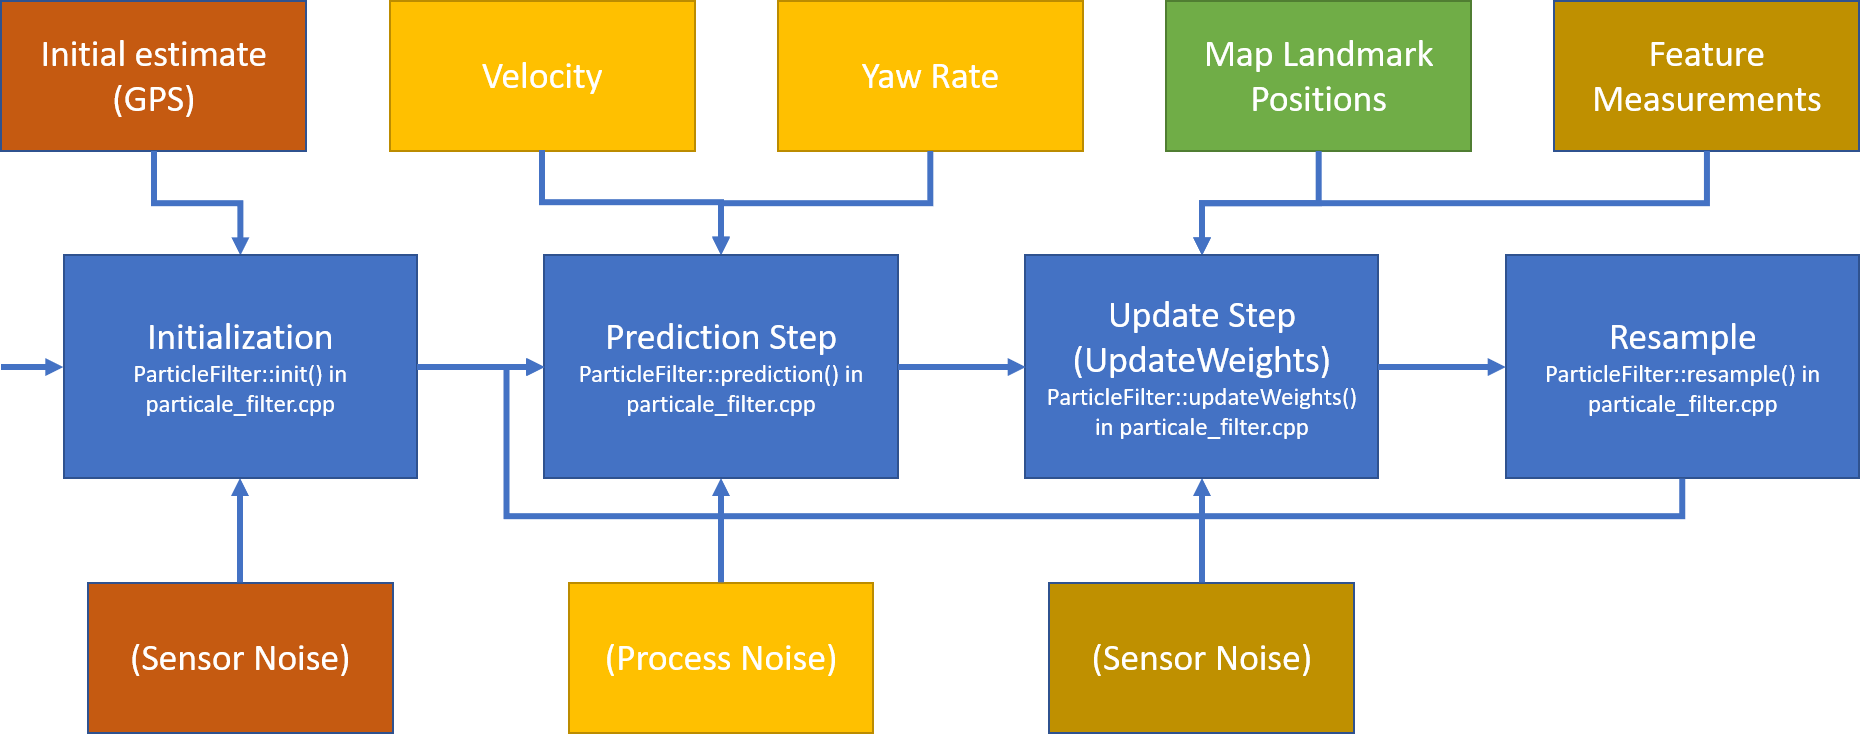 Initial estimate
(GPS)
Velocity
Yaw Rate
Map Landmark
Positions
Feature
Measurements
Initialization
ParticleFilter::init() in
particale_filter.cpp
Prediction Step
ParticleFilter::prediction() in
particale_filter.cpp
Update Step
(UpdateWeights)
ParticleFilter::updateWeights()
in particale_filter.cpp
Resample
ParticleFilter::resample() in
particale_filter.cpp
(Sensor Noise)
(Process Noise)
(Sensor Noise)